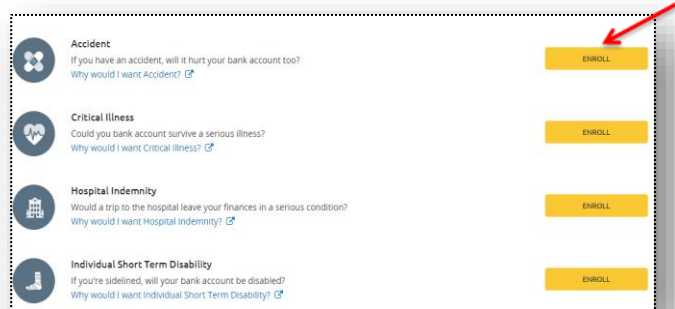 Accident
If you have an accident, will it hurt your bank account too?
ENROLL
Why would I want Accident?
Critical Illness
Could you bank account survive a serious illness?
ENROLL
Why would I want Critical Illness?
Hospital Indemnity
Would a trip to the hospital leave your finances in a serious condition?
ENROLL
Why would I want Hospital Indemnity?
Individual Short Term Disability
If you're sidelined, will your bank account be disabled?
ENROLL
Why would I want Individual Short Term Disability?